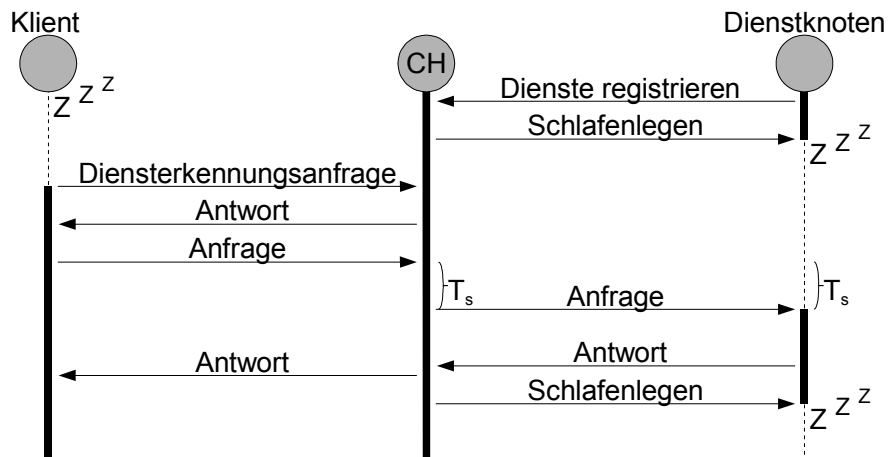 Klient
Dienstknoten
CH
Z Z Z
Dienste registrieren
Schlafenlegen
Z Z Z
Diensterkennungsanfrage
Antwort
Anfrage
Ts
Anfrage
Ts
Antwort
Antwort
Schlafenlegen
Z Z Z